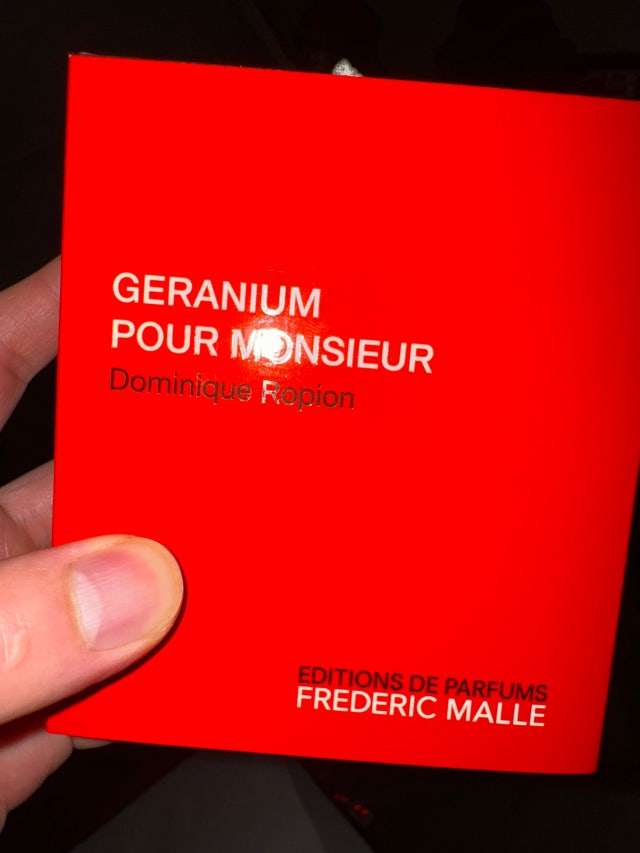 GERANIUM
POUR MONSIEUR
Dominique Ropion
EDITIONS DE PARFUMS
FREDERIC MALLE